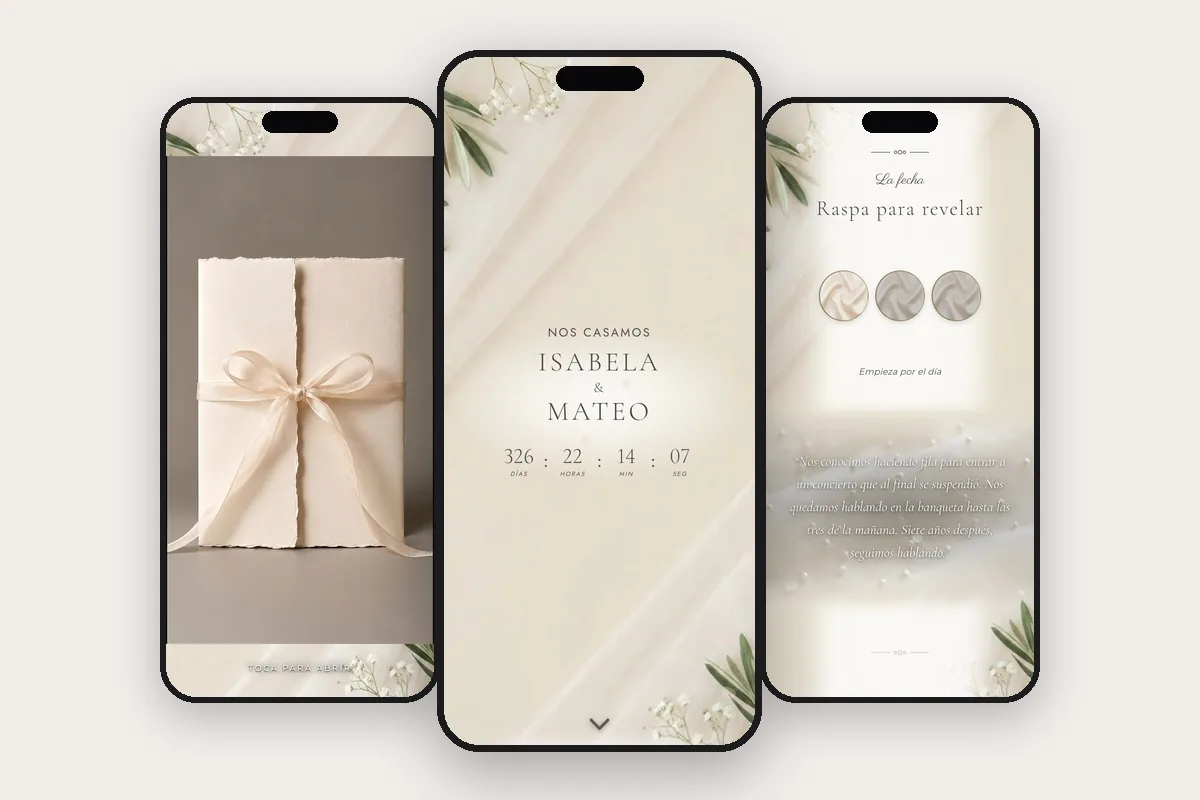 TOCA PARA ABRIR
NOS CASAMOS
ISABELA
&
MATEO
326 : 22 : 14 : 07
DÍAS HORAS MIN SEG
La fecha
Raspa para revelar
Empieza por el día
"Nos conocimos haciendo fila para entrar a
un concierto que al final se suspendió. Nos
quedamos hablando en la banqueta hasta las
tres de la mañana. Siete años después,
seguimos hablando."